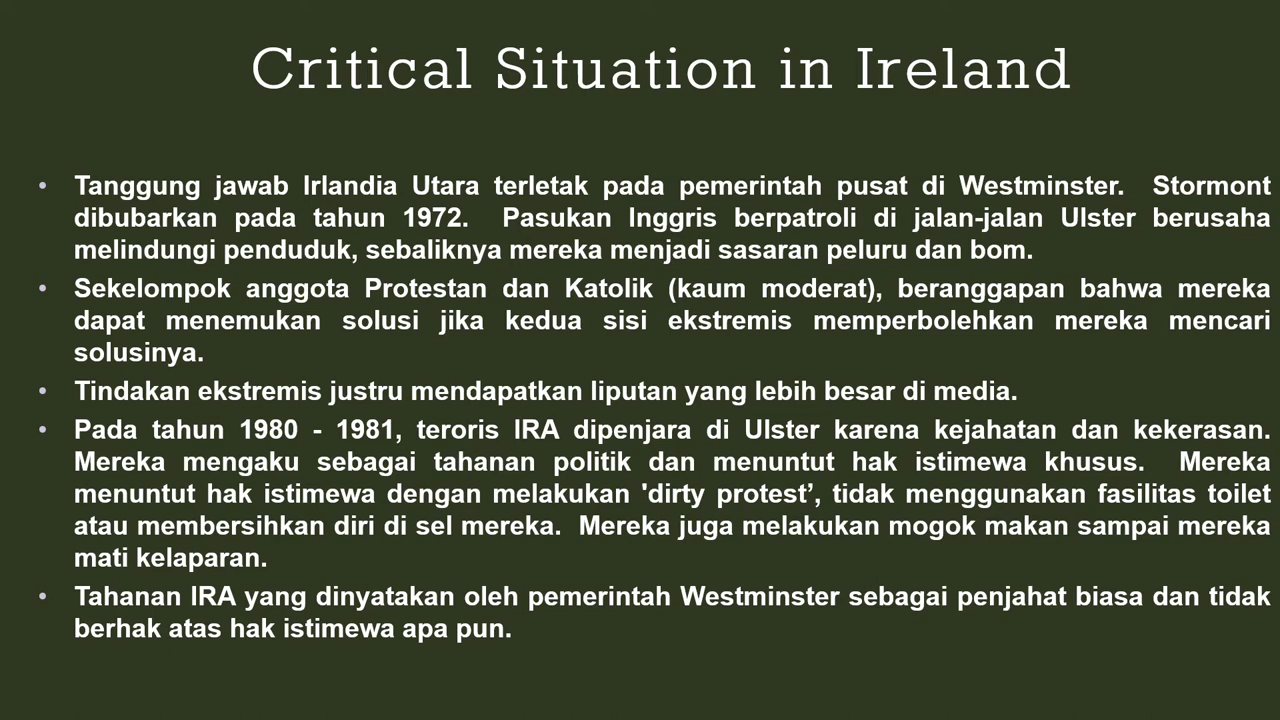 Critical Situation in Ireland
• Tanggung jawab Irlandia Utara terletak pada pemerintah pusat di Westminster. Stormont
dibubarkan pada tahun 1972. Pasukan Inggris berpatroli di jalan-jalan Ulster berusaha
melindungi penduduk, sebaliknya mereka menjadi sasaran peluru dan bom.
• Sekelompok anggota Protestan dan Katolik (kaum moderat), beranggapan bahwa mereka
dapat menemukan solusi jika kedua sisi ekstremis memperbolehkan mereka mencari
solusinya.
• Tindakan ekstremis justru mendapatkan liputan yang lebih besar di media.
• Pada tahun 1980 - 1981, teroris IRA dipenjara di Ulster karena kejahatan dan kekerasan.
Mereka mengaku sebagai tahanan politik dan menuntut hak istimewa khusus. Mereka
menuntut hak istimewa dengan melakukan 'dirty protest’, tidak menggunakan fasilitas toilet
atau membersihkan diri di sel mereka. Mereka juga melakukan mogok makan sampai mereka
mati kelaparan.
• Tahanan IRA yang dinyatakan oleh pemerintah Westminster sebagai penjahat biasa dan tidak
berhak atas hak istimewa apa pun.